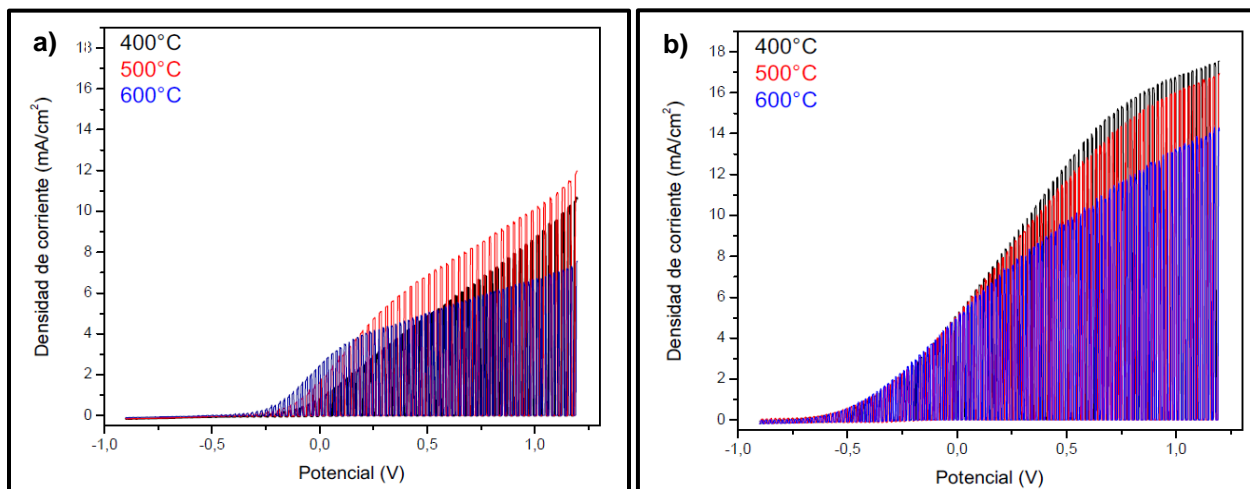 a)
400°C
500°C
600°C
18
16
14
12
10
8
6
4
2
0
Densidad de corriente (mA/cm²)
-1,0
-0,5
0,0
0,5
1,0
Potencial (V)
b)
400°C
500°C
600°C
18
16
14
12
10
8
6
4
2
0
Densidad de corriente (mA/cm²)
-1,0
-0,5
0,0
0,5
1,0
Potencial (V)